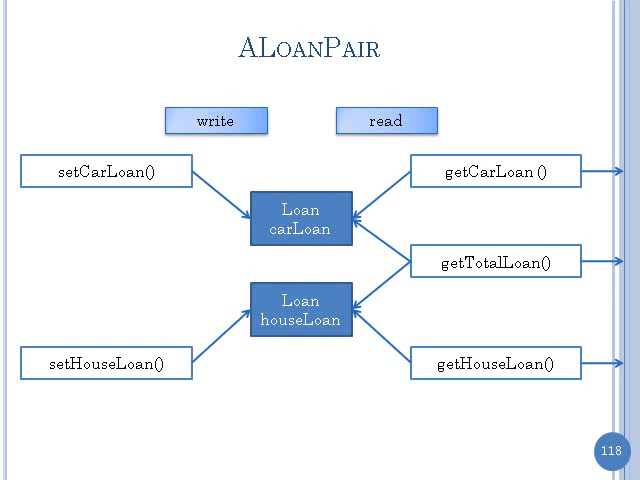 ALOANPAIR
write
read
setCarLoan()
getCarLoan ()
Loan
carLoan
getTotalLoan()
Loan
houseLoan
setHouseLoan()
getHouseLoan()
118